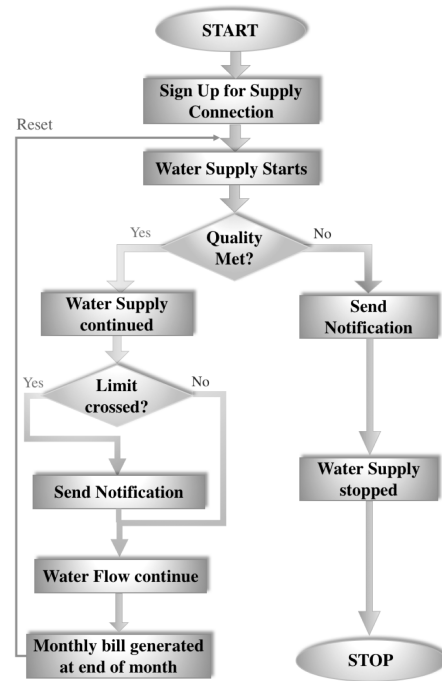 START
Sign Up for Supply
Connection
Reset
Water Supply Starts
Yes
Quality
Met?
No
Water Supply
continued
Send
Notification
Yes
Limit
crossed?
No
Send Notification
Water Supply
stopped
Water Flow continue
Monthly bill generated
at end of month
STOP